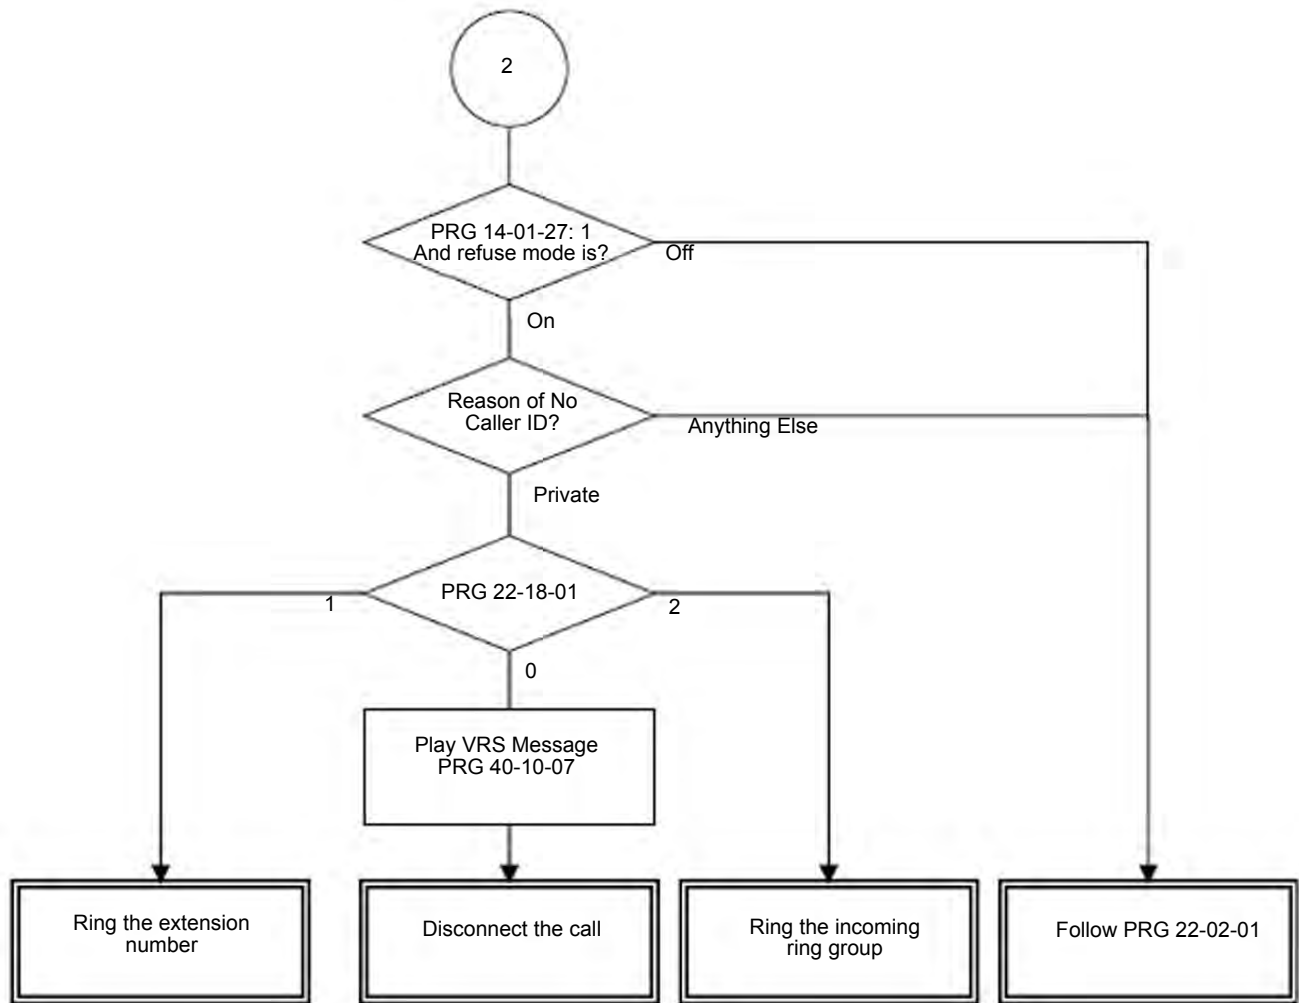 2
PRG 14-01-27: 1
And refuse mode is?
Off
On
Reason of No
Caller ID?
Anything Else
Private
PRG 22-18-01
1
2
0
Play VRS Message
PRG 40-10-07
Ring the extension
number
Disconnect the call
Ring the incoming
ring group
Follow PRG 22-02-01